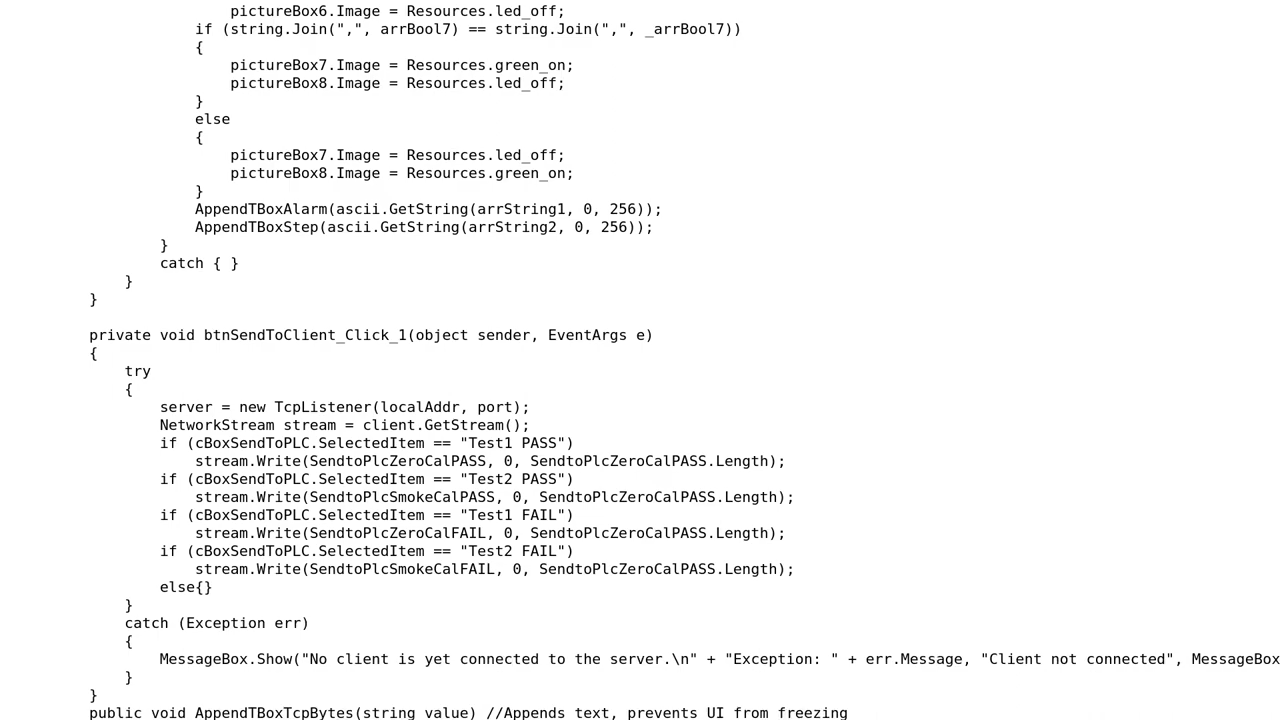 pictureBox6.Image = Resources.led_off;
if (string.Join(",", arrBool7) == string.Join(",", _arrBool7))
{
pictureBox7.Image = Resources.green_on;
pictureBox8.Image = Resources.led_off;
}
else
{
pictureBox7.Image = Resources.led_off;
pictureBox8.Image = Resources.green_on;
}
AppendTBoxAlarm(ascii.GetString(arrString1, 0, 256));
AppendTBoxStep(ascii.GetString(arrString2, 0, 256));
}
catch { }
}
}
private void btnSendToClient_Click_1(object sender, EventArgs e)
{
try
{
server = new TcpListener(localAddr, port);
NetworkStream stream = client.GetStream();
if (cBoxSendToPLC.SelectedItem == "Test1 PASS")
stream.Write(SendtoPlcZeroCalPASS, 0, SendtoPlcZeroCalPASS.Length);
if (cBoxSendToPLC.SelectedItem == "Test2 PASS")
stream.Write(SendtoPlcSmokeCalPASS, 0, SendtoPlcZeroCalPASS.Length);
if (cBoxSendToPLC.SelectedItem == "Test1 FAIL")
stream.Write(SendtoPlcZeroCalFAIL, 0, SendtoPlcZeroCalPASS.Length);
if (cBoxSendToPLC.SelectedItem == "Test2 FAIL")
stream.Write(SendtoPlcSmokeCalFAIL, 0, SendtoPlcZeroCalPASS.Length);
else{}
}
catch (Exception err)
{
MessageBox.Show("No client is yet connected to the server.\n" + "Exception: " + err.Message, "Client not connected", MessageBox
}
}
public void AppendTBoxTcpBytes(string value) //Appends text, prevents UI from freezing